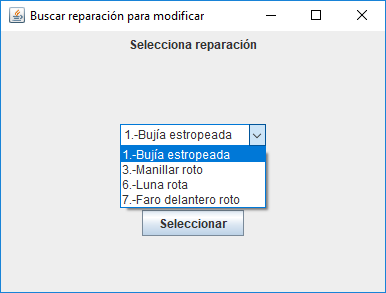 Buscar reparación para modificar
Selecciona reparación
1.-Bujía estropeada
1.-Bujía estropeada
3.-Manillar roto
6.-Luna rota
7.-Faro delantero roto
Seleccionar